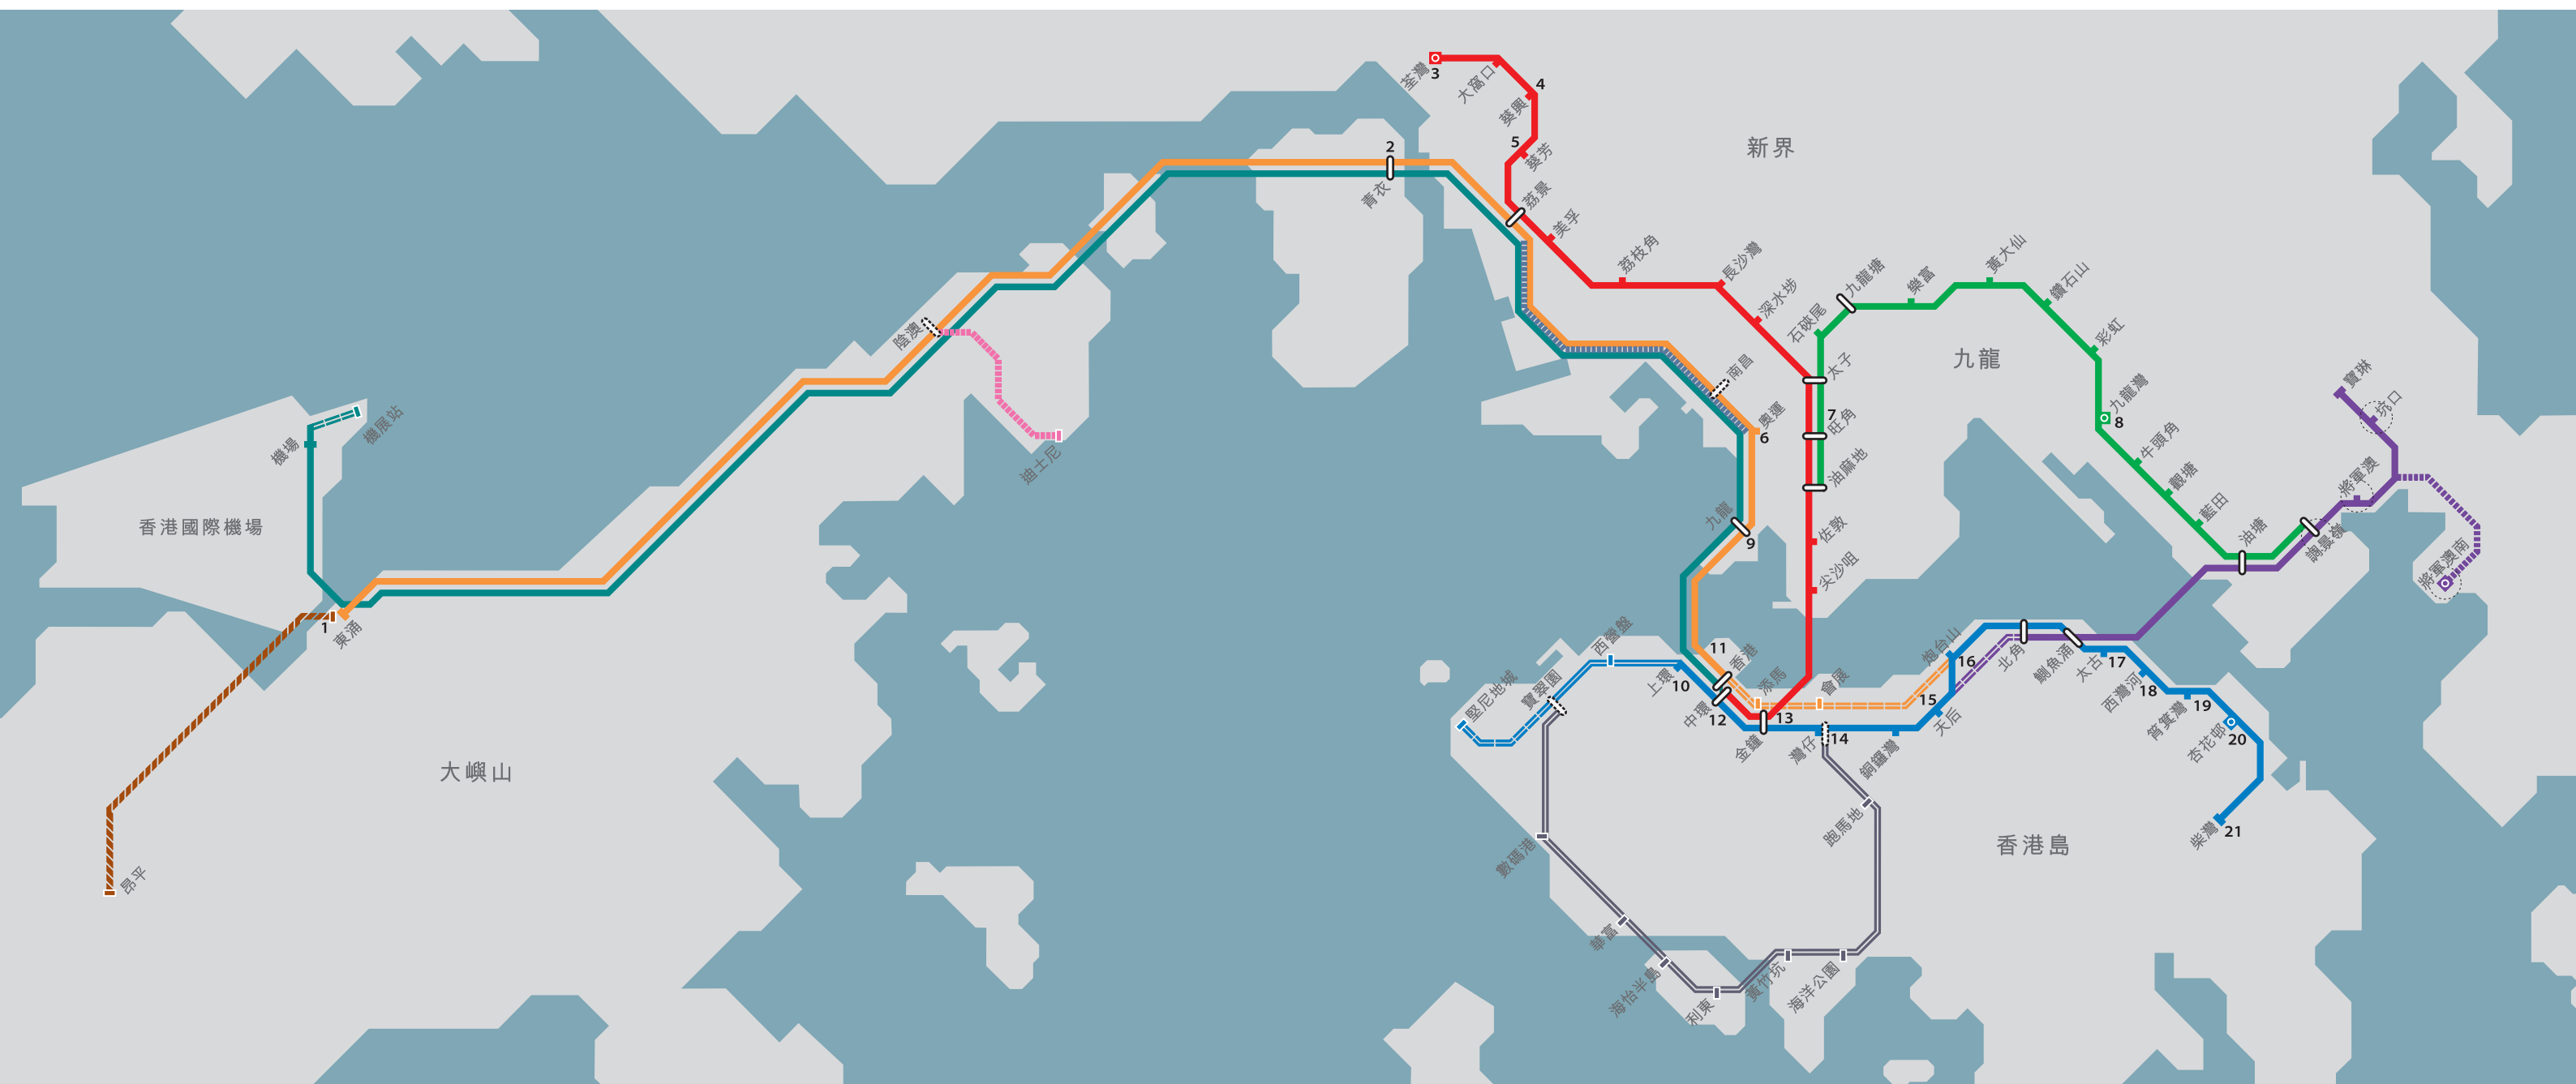 荃灣
3
大窩口
4
葵興
5
葵芳
新界
2
青衣
荔景
美孚
荔枝角
長沙灣
深水埗
石硤尾
九龍塘
樂富
黃大仙
鑽石山
彩虹
九龍
陰澳
南昌
太子
寶琳
機展站
機場
迪士尼
奧運
6
7
旺角
油麻地
九龍灣
8
坑口
牛頭角
觀塘
藍田
將軍澳
香港國際機場
九龍
9
佐敦
尖沙咀
油塘
調景嶺
將軍澳南
1
東涌
西營盤
11
香港
炮台山
16
北角
鰂魚涌
太古
17
堅尼地城
寶翠園
上環
10
添馬
會展
15
天后
西灣河
18
中環
12
13
金鐘
灣仔
14
銅鑼灣
筲箕灣
19
杏花邨
20
大嶼山
跑馬地
香港島
柴灣
21
數碼港
昂平
華富
海怡半島
利東
黃竹坑
海洋公園